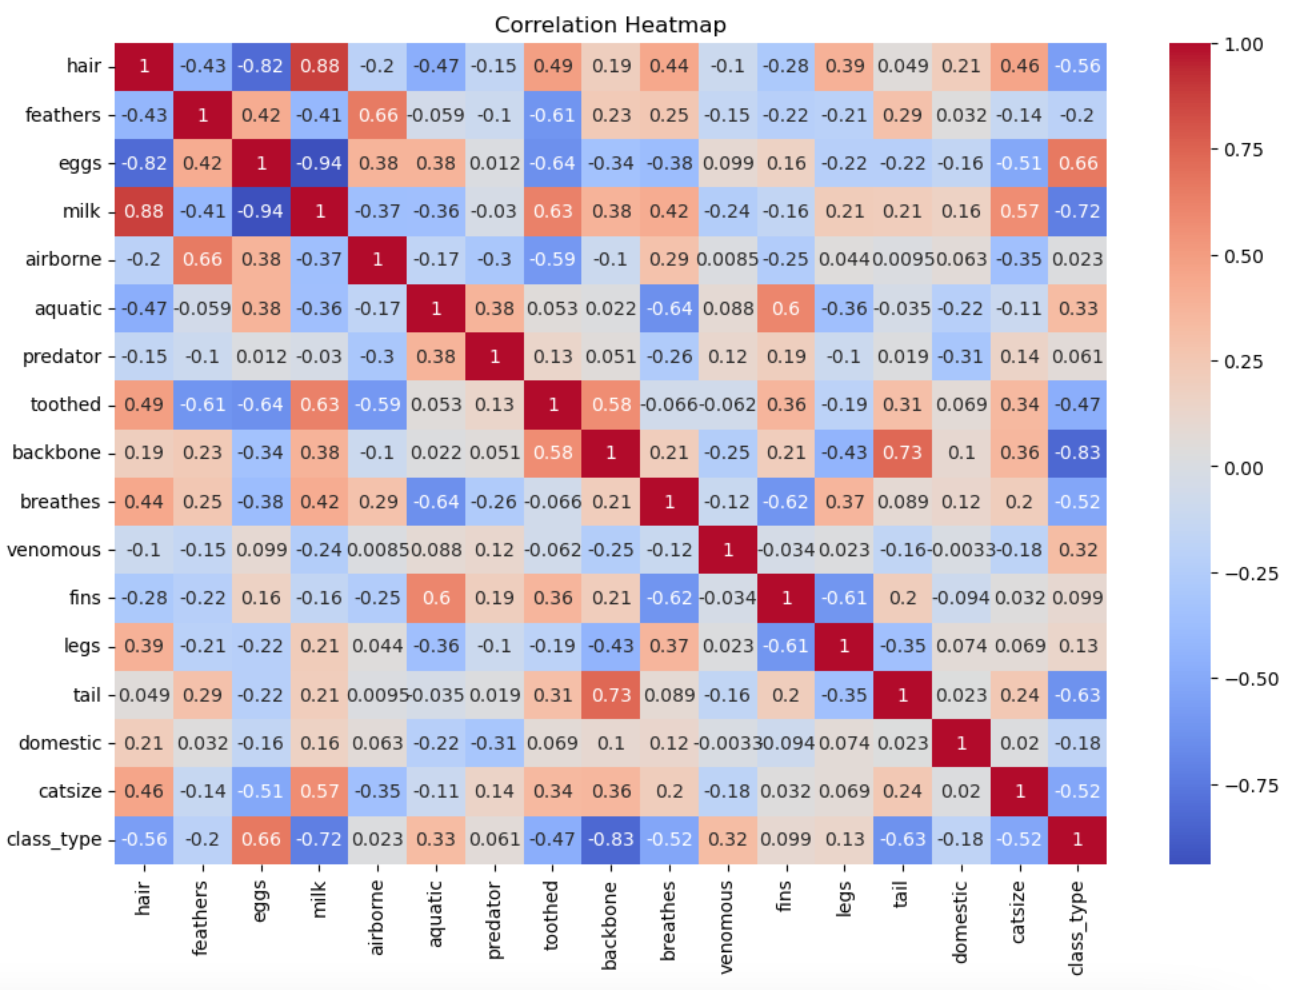 Correlation Heatmap
hair 1 -0.43 -0.82 0.88 -0.2 -0.47 -0.15 0.49 0.19 0.44 -0.1 -0.28 0.39 0.049 0.21 0.46 -0.56
feathers -0.43 1 0.42 -0.41 0.66 -0.059 -0.1 -0.61 0.23 0.25 -0.15 -0.22 -0.21 0.29 0.032 -0.14 -0.2
eggs -0.82 0.42 1 -0.94 0.38 0.38 0.012 -0.64 -0.34 -0.38 0.099 0.16 -0.22 -0.22 -0.16 -0.51 0.66
milk 0.88 -0.41 -0.94 1 -0.37 -0.36 -0.03 0.63 0.38 0.42 -0.24 -0.16 0.21 0.21 0.16 0.57 -0.72
airborne -0.2 0.66 0.38 -0.37 1 -0.17 -0.3 -0.59 -0.1 0.29 0.0085 -0.25 0.044 0.0095 0.063 -0.35 0.023
aquatic -0.47 -0.059 0.38 -0.36 -0.17 1 0.38 0.053 0.022 -0.64 0.088 0.6 -0.36 -0.035 -0.22 -0.11 0.33
predator -0.15 -0.1 0.012 -0.03 -0.3 0.38 1 0.13 0.051 -0.26 0.12 0.19 -0.1 0.019 -0.31 0.14 0.061
toothed 0.49 -0.61 -0.64 0.63 -0.59 0.053 0.13 1 0.58 -0.066 -0.062 0.36 -0.19 0.31 0.069 0.34 -0.47
backbone 0.19 0.23 -0.34 0.38 -0.1 0.022 0.051 0.58 1 0.21 -0.25 0.21 -0.43 0.73 0.1 0.36 -0.83
breathes 0.44 0.25 -0.38 0.42 0.29 -0.64 -0.26 -0.066 0.21 1 -0.12 -0.62 0.37 0.089 0.12 0.2 -0.52
venomous -0.1 -0.15 0.099 -0.24 0.0085 0.088 0.12 -0.062 -0.25 -0.12 1 -0.034 0.023 -0.16 -0.0033 -0.18 0.32
fins -0.28 -0.22 0.16 -0.16 -0.25 0.6 0.19 0.36 0.21 -0.62 -0.034 1 -0.61 0.2 -0.094 0.032 0.099
legs 0.39 -0.21 -0.22 0.21 0.044 -0.36 -0.1 -0.19 -0.43 0.37 0.023 -0.61 1 -0.35 0.074 0.069 0.13
tail 0.049 0.29 -0.22 0.21 0.0095 -0.035 0.019 0.31 0.73 0.089 -0.16 0.2 -0.35 1 0.023 0.24 -0.63
domestic 0.21 0.032 -0.16 0.16 0.063 -0.22 -0.31 0.069 0.1 0.12 -0.0033 -0.094 0.074 0.023 1 0.02 -0.18
catsize 0.46 -0.14 -0.51 0.57 -0.35 -0.11 0.14 0.34 0.36 0.2 -0.18 0.032 0.069 0.24 0.02 1 -0.52
class_type -0.56 -0.2 0.66 -0.72 0.023 0.33 0.061 -0.47 -0.83 -0.52 0.32 0.099 0.13 -0.63 -0.18 -0.52 1
hair feathers eggs milk airborne aquatic predator toothed backbone breathes venomous fins legs tail domestic catsize class_type
1.00
0.75
0.50
0.25
0.00
−0.25
−0.50
−0.75